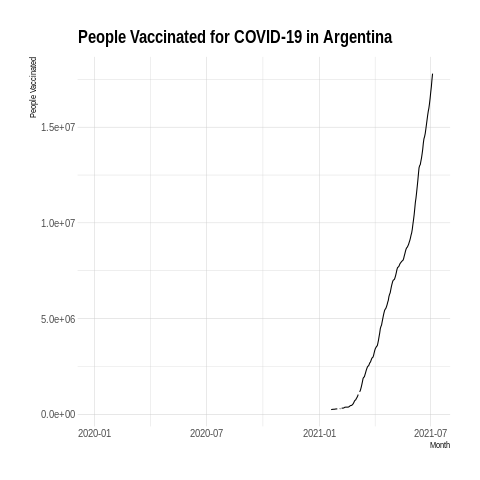 People Vaccinated for COVID-19 in Argentina
People Vaccinated
1.5e+07
1.0e+07
5.0e+06
0.0e+00
2020-01 2020-07 2021-01 2021-07
Month